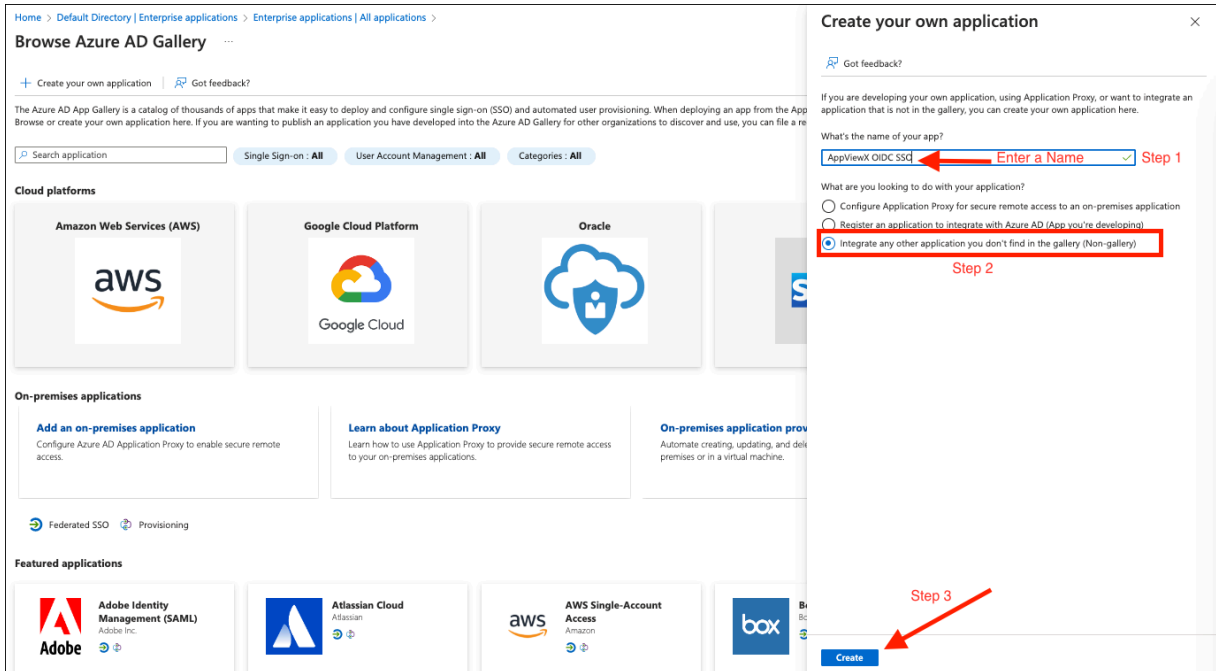 Home > Default Directory | Enterprise applications > Enterprise applications | All applications >
Browse Azure AD Gallery ...
+ Create your own application
Got feedback?
The Azure AD App Gallery is a catalog of thousands of apps that make it easy to deploy and configure single sign-on (SSO) and automated user provisioning. When deploying an app from the App
Browse or create your own application here. If you are wanting to publish an application you have developed into the Azure AD Gallery for other organizations to discover and use, you can file a re
Search application
Single Sign-on : All
User Account Management : All
Categories : All
Cloud platforms
Amazon Web Services (AWS)
aws
Google Cloud Platform
Google Cloud
Oracle
S
On-premises applications
Add an on-premises application
Configure Azure AD Application Proxy to enable secure remote
access.
Learn about Application Proxy
Learn how to use Application Proxy to provide secure remote access
to your on-premises applications.
On-premises application prov
Automate creating, updating, and dele
premises or in a virtual machine.
Federated SSO
Provisioning
Featured applications
Adobe
Adobe Identity
Management (SAML)
Adobe Inc.
Atlassian Cloud
Atlassian
aws
AWS Single-Account
Access
Amazon
box
Bo
Create your own application
Got feedback?
If you are developing your own application, using Application Proxy, or want to integrate an
application that is not in the gallery, you can create your own application here.
What's the name of your app?
AppViewX OIDC SSO
Enter a Name
Step 1
What are you looking to do with your application?
Configure Application Proxy for secure remote access to an on-premises application
Register an application to integrate with Azure AD (App you're developing)
Integrate any other application you don't find in the gallery (Non-gallery)
Step 2
Step 3
Create